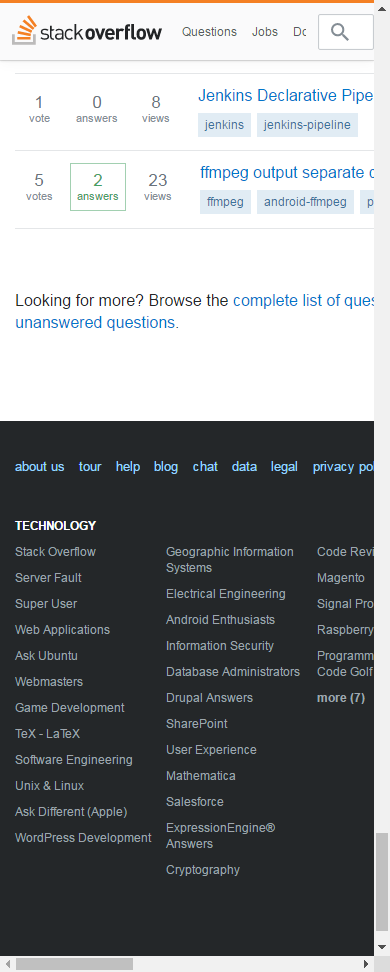 stackoverflow Questions Jobs Do
1 0 8 Jenkins Declarative Pipe
vote answers views jenkins jenkins-pipeline
5 2 23 ffmpeg output separate c
votes answers views ffmpeg android-ffmpeg p
Looking for more? Browse the complete list of ques
unanswered questions.
about us tour help blog chat data legal privacy pol
TECHNOLOGY
Stack Overflow
Server Fault
Super User
Web Applications
Ask Ubuntu
Webmasters
Game Development
TeX - LaTeX
Software Engineering
Unix & Linux
Ask Different (Apple)
WordPress Development
Geographic Information
Systems
Electrical Engineering
Android Enthusiasts
Information Security
Database Administrators
Drupal Answers
SharePoint
User Experience
Mathematica
Salesforce
ExpressionEngine®
Answers
Cryptography
Code Revi
Magento
Signal Pro
Raspberry
Programm
Code Golf
more (7)